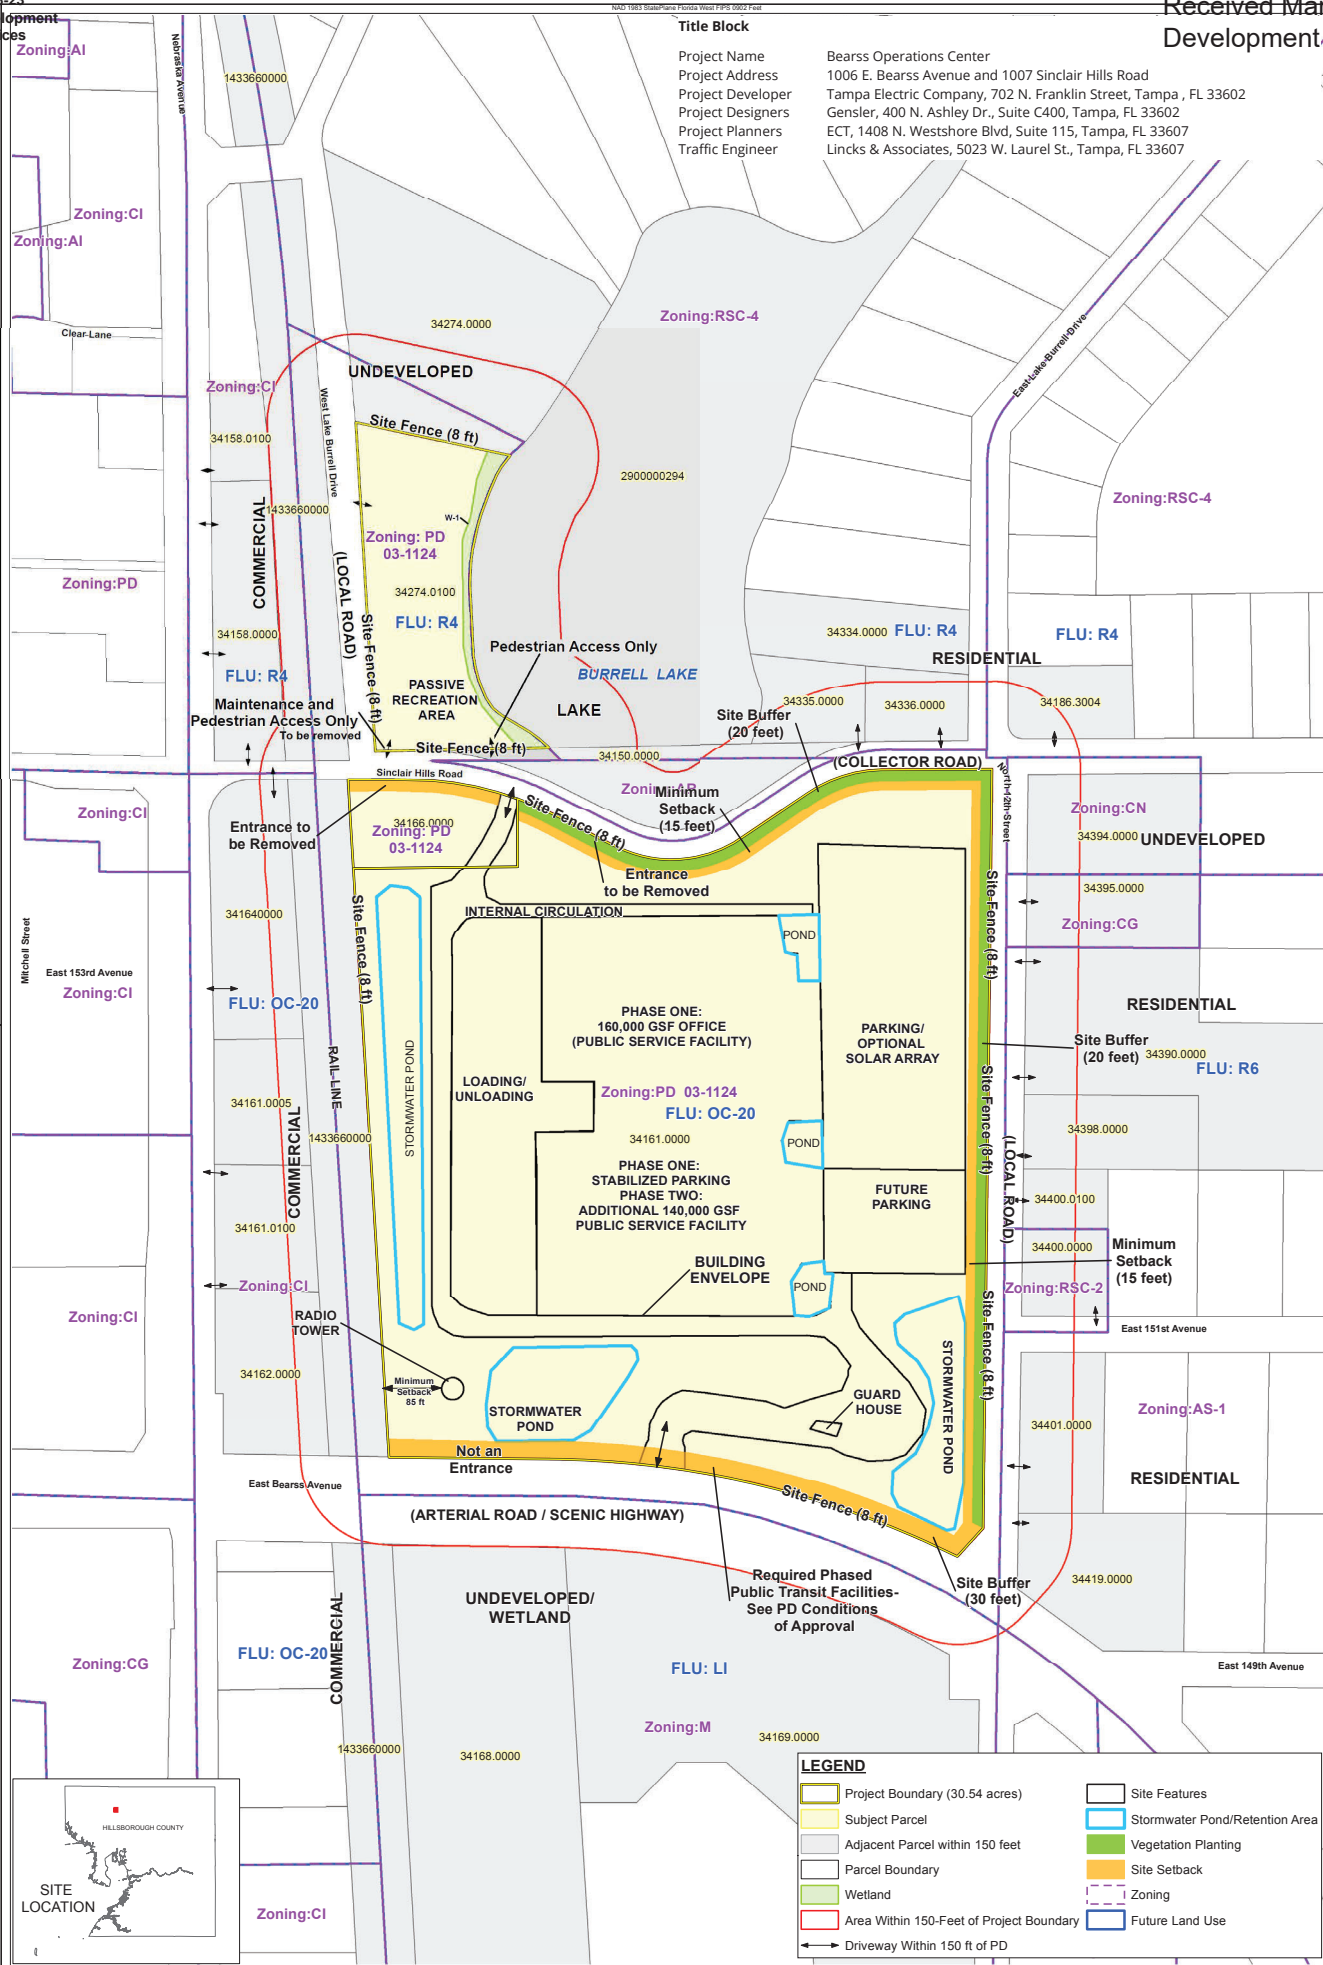 NAD 1983 StatePlane Florida West FIPS 0902 Feet
lopment
ces
Development
Title Block
Project Name Bearss Operations Center
Project Address 1006 E. Bearss Avenue and 1007 Sinclair Hills Road
Project Developer Tampa Electric Company, 702 N. Franklin Street, Tampa , FL 33602
Project Designers Gensler, 400 N. Ashley Dr., Suite C400, Tampa, FL 33602
Project Planners ECT, 1408 N. Westshore Blvd, Suite 115, Tampa, FL 33607
Traffic Engineer Lincks & Associates, 5023 W. Laurel St., Tampa, FL 33607
Zoning:AI
Nebraska Avenue
1433660000
Zoning:CI
Zoning:AI
Clear Lane
34274.0000
Zoning:RSC-4
UNDEVELOPED
Zoning:CI
West Lake Burrell Drive
East Lake Burrell Drive
Site Fence (8 ft)
34158.0100
2900000294
Zoning:RSC-4
COMMERCIAL
1433660000
W-1
Zoning: PD
03-1124
(LOCAL ROAD)
Zoning:PD
34274.0100
FLU: R4
Site Fence (8 ft)
34158.0000
FLU: R4
Pedestrian Access Only
BURRELL LAKE
34334.0000 FLU: R4
FLU: R4
RESIDENTIAL
PASSIVE
RECREATION
AREA
LAKE
Maintenance and
Pedestrian Access Only
To be removed
Site Buffer
(20 feet)
34335.0000
34336.0000
34186.3004
Site Fence (8 ft)
34150.0000
(COLLECTOR ROAD)
Sinclair Hills Road
North 12th Street
Minimum
Setback
(15 feet)
Zoning:CI
Entrance to
be Removed
34166.0000
Zoning: PD
03-1124
Site Fence (8 ft)
Zoning:CN
34394.0000 UNDEVELOPED
Entrance
to be Removed
34395.0000
Zoning:CG
Site Fence (8 ft)
INTERNAL CIRCULATION
341640000
POND
Site Fence (8 ft)
Mitchell Street
East 153rd Avenue
Zoning:CI
FLU: OC-20
PHASE ONE:
160,000 GSF OFFICE
(PUBLIC SERVICE FACILITY)
PARKING/
OPTIONAL
SOLAR ARRAY
RESIDENTIAL
Site Buffer
(20 feet)
34390.0000
FLU: R6
RAIL LINE
STORMWATER POND
LOADING/
UNLOADING
Zoning:PD 03-1124
FLU: OC-20
34161.0000
34161.0005
COMMERCIAL
1433660000
POND
Site Fence (8 ft)
34398.0000
PHASE ONE:
STABILIZED PARKING
PHASE TWO:
ADDITIONAL 140,000 GSF
PUBLIC SERVICE FACILITY
FUTURE
PARKING
(LOCAL ROAD)
34400.0100
34161.0100
34400.0000
Minimum
Setback
(15 feet)
BUILDING
ENVELOPE
POND
Zoning:CI
Zoning:RSC-2
Zoning:CI
RADIO
TOWER
Site Fence (8 ft)
East 151st Avenue
34162.0000
Minimum
Setback
85 ft
STORMWATER
POND
GUARD
HOUSE
STORMWATER POND
Zoning:AS-1
34401.0000
RESIDENTIAL
Not an
Entrance
East Bearss Avenue
Site Fence (8 ft)
(ARTERIAL ROAD / SCENIC HIGHWAY)
Required Phased
Public Transit Facilities-
See PD Conditions
of Approval
Site Buffer
(30 feet)
34419.0000
UNDEVELOPED/
WETLAND
COMMERCIAL
FLU: OC-20
Zoning:CG
FLU: LI
East 149th Avenue
Zoning:M
34169.0000
1433660000
34168.0000
Zoning:CI
HILLSBOROUGH COUNTY
SITE
LOCATION
LEGEND
Project Boundary (30.54 acres)
Subject Parcel
Adjacent Parcel within 150 feet
Parcel Boundary
Wetland
Area Within 150-Feet of Project Boundary
Driveway Within 150 ft of PD
Site Features
Stormwater Pond/Retention Area
Vegetation Planting
Site Setback
Zoning
Future Land Use